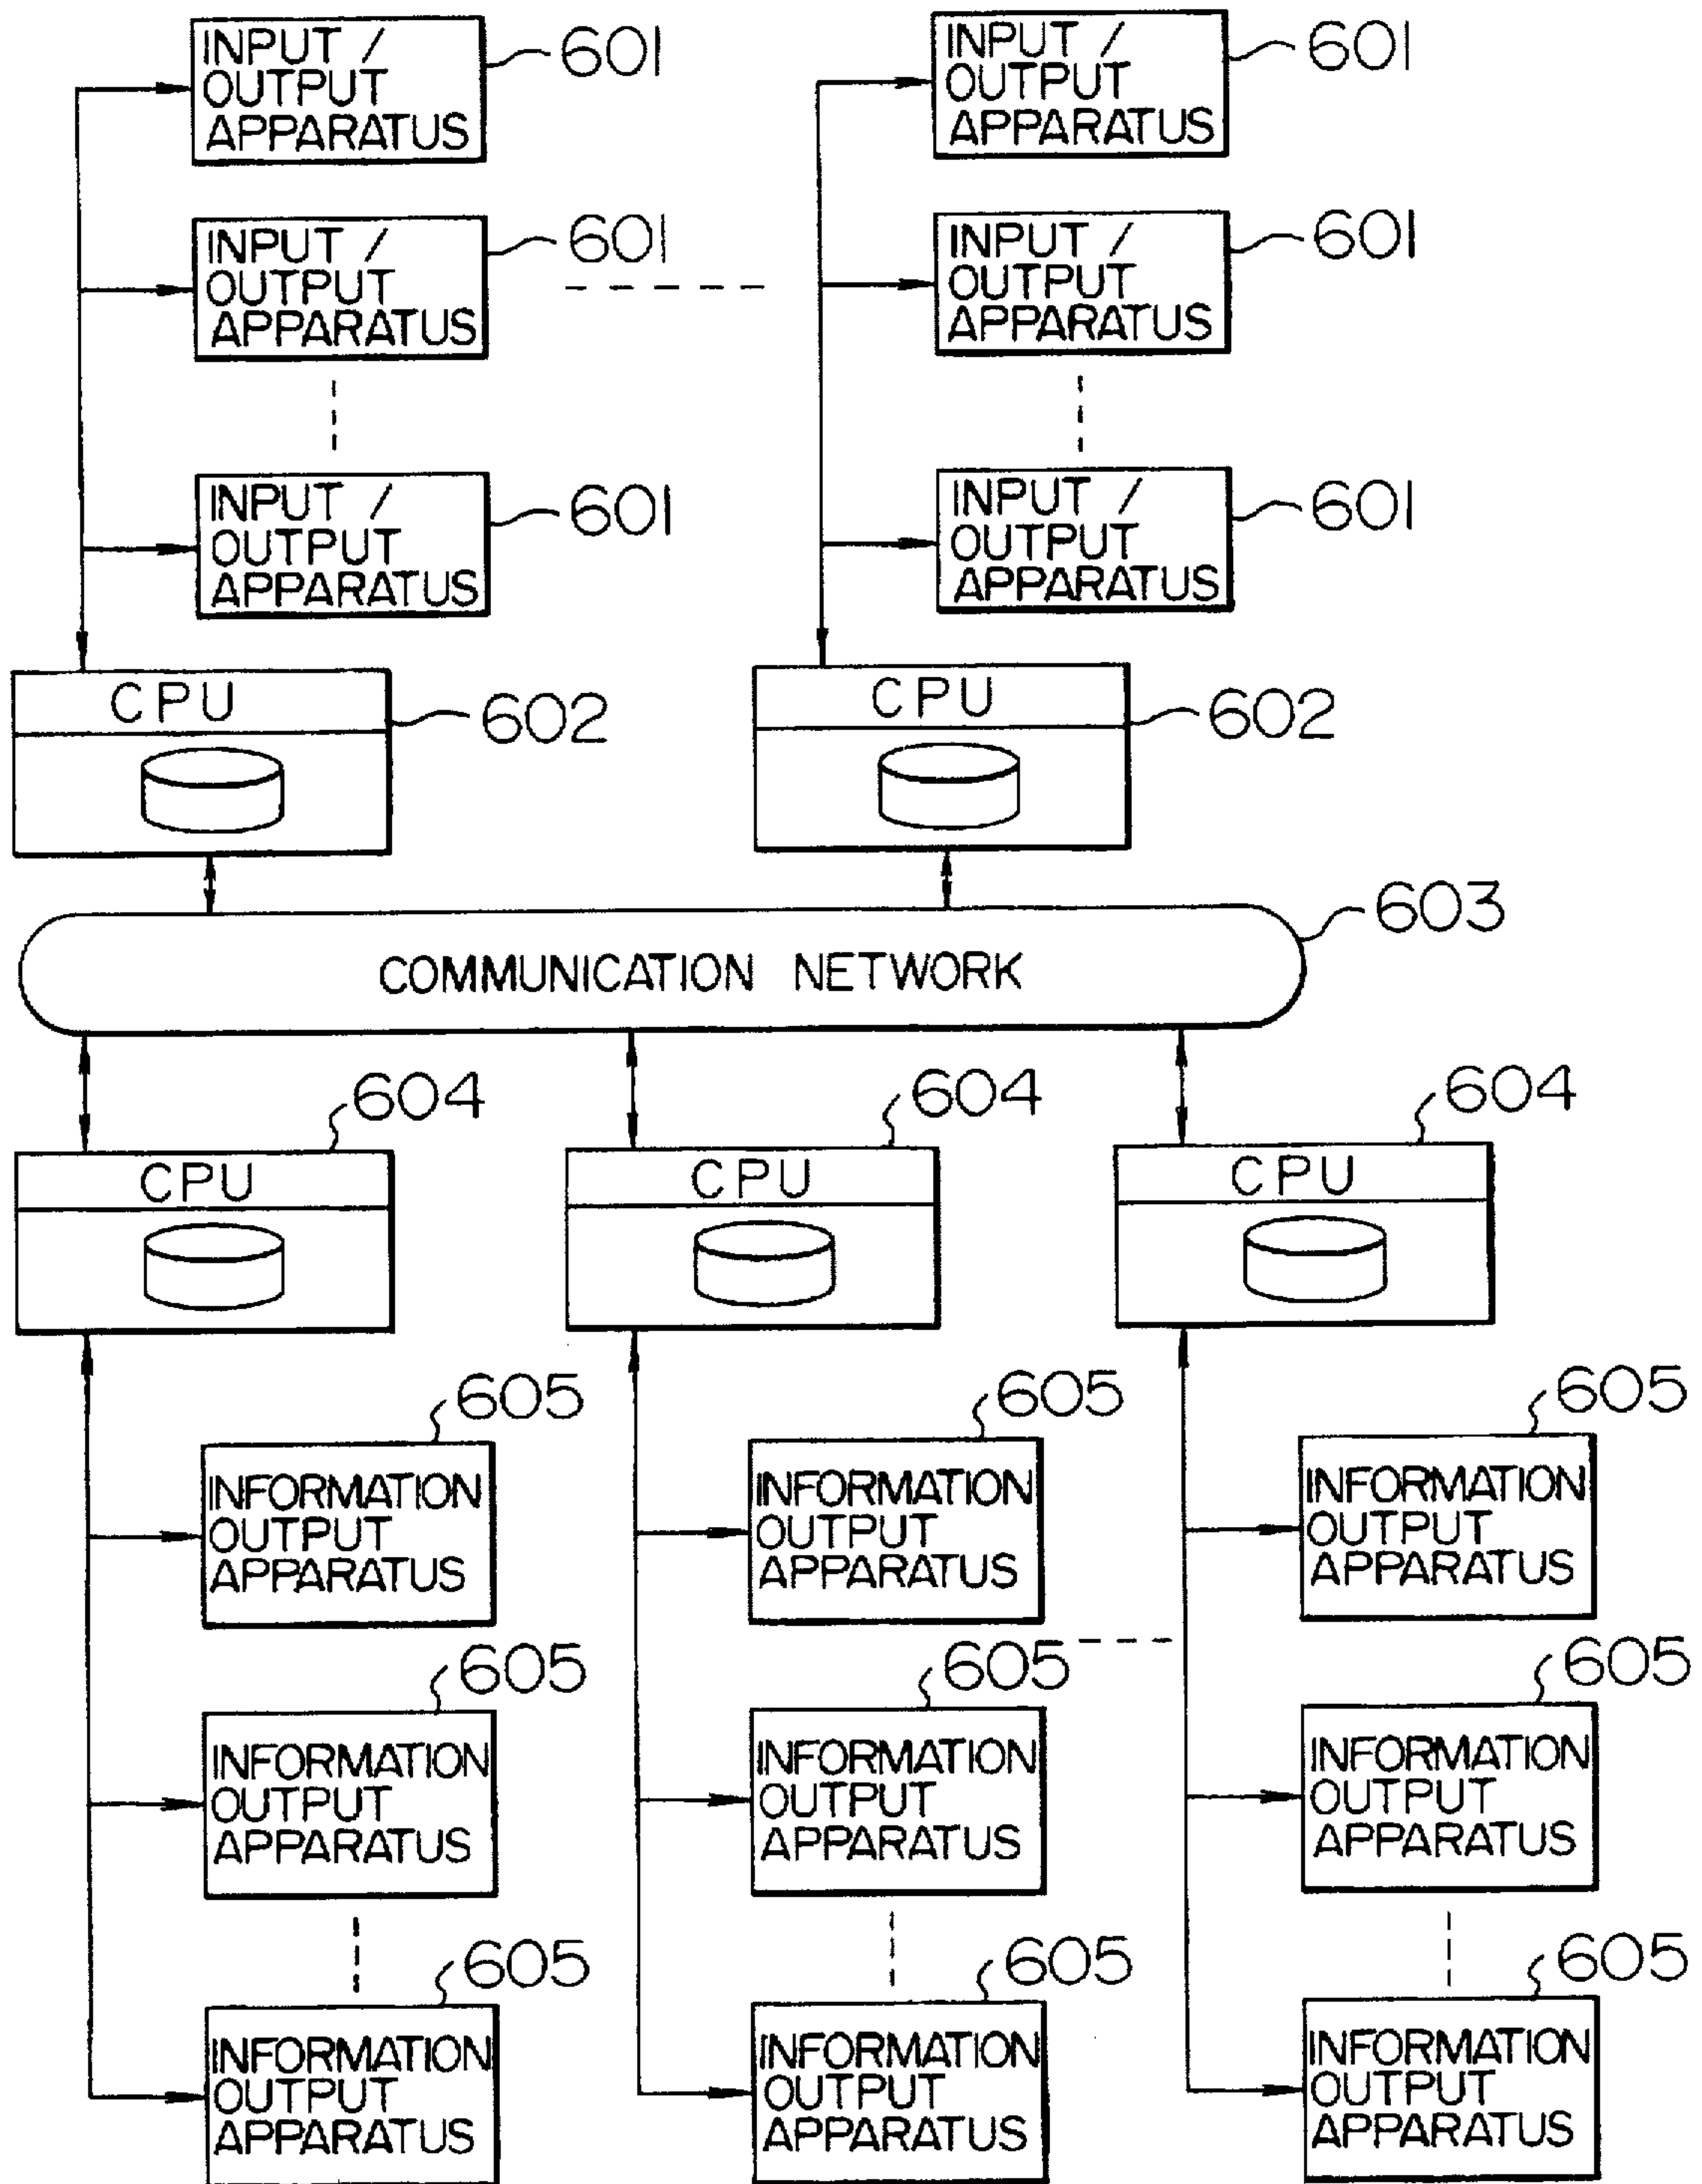 INPUT /
OUTPUT
APPARATUS
601
INPUT /
OUTPUT
APPARATUS
601
INPUT /
OUTPUT
APPARATUS
601
INPUT /
OUTPUT
APPARATUS
601
INPUT /
OUTPUT
APPARATUS
601
INPUT /
OUTPUT
APPARATUS
601
CPU
602
CPU
602
603
COMMUNICATION NETWORK
604
CPU
604
CPU
604
CPU
605
INFORMATION
OUTPUT
APPARATUS
605
INFORMATION
OUTPUT
APPARATUS
605
INFORMATION
OUTPUT
APPARATUS
605
INFORMATION
OUTPUT
APPARATUS
605
INFORMATION
OUTPUT
APPARATUS
605
INFORMATION
OUTPUT
APPARATUS
605
INFORMATION
OUTPUT
APPARATUS
605
INFORMATION
OUTPUT
APPARATUS
605
INFORMATION
OUTPUT
APPARATUS